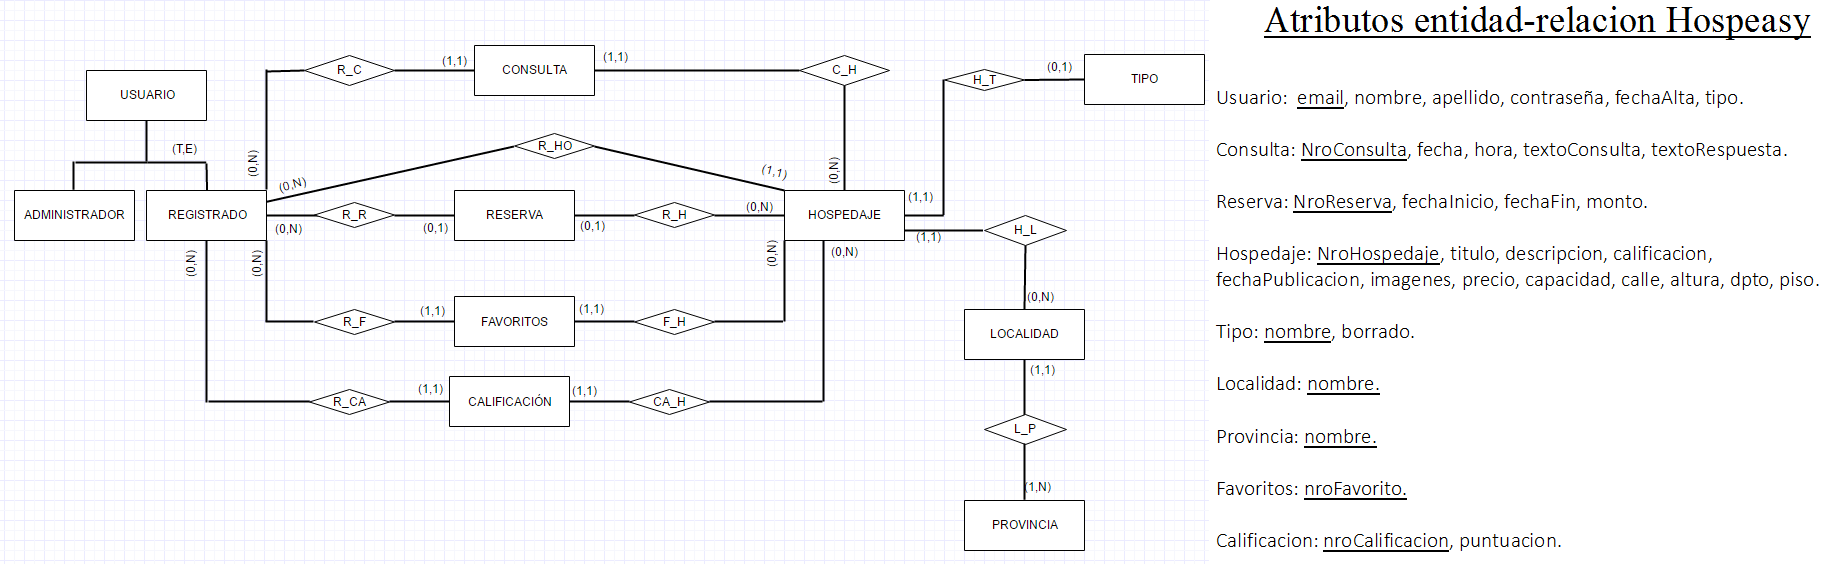 Atributos entidad-relacion Hospeasy
R_C
(1,1)
CONSULTA
(1,1)
C_H
(0,1)
TIPO
H_T
USUARIO
(T,E)
(0,N)
R_HO
(0,N)
(1,1)
(0,N)
ADMINISTRADOR
REGISTRADO
(0,N)
R_R
(0,1)
RESERVA
(0,1)
R_H
(0,N)
HOSPEDAJE
(1,1)
(1,1)
H_L
(0,N)
(0,N)
(0,N)
(0,N)
(0,N)
LOCALIDAD
R_F
(1,1)
FAVORITOS
(1,1)
F_H
(1,1)
R_CA
(1,1)
CALIFICACIÓN
(1,1)
CA_H
L_P
(1,N)
PROVINCIA
Usuario: email, nombre, apellido, contraseña, fechaAlta, tipo.
Consulta: NroConsulta, fecha, hora, textoConsulta, textoRespuesta.
Reserva: NroReserva, fechaInicio, fechaFin, monto.
Hospedaje: NroHospedaje, titulo, descripcion, calificacion,
fechaPublicacion, imagenes, precio, capacidad, calle, altura, dpto, piso.
Tipo: nombre, borrado.
Localidad: nombre.
Provincia: nombre.
Favoritos: nroFavorito.
Calificacion: nroCalificacion, puntuacion.